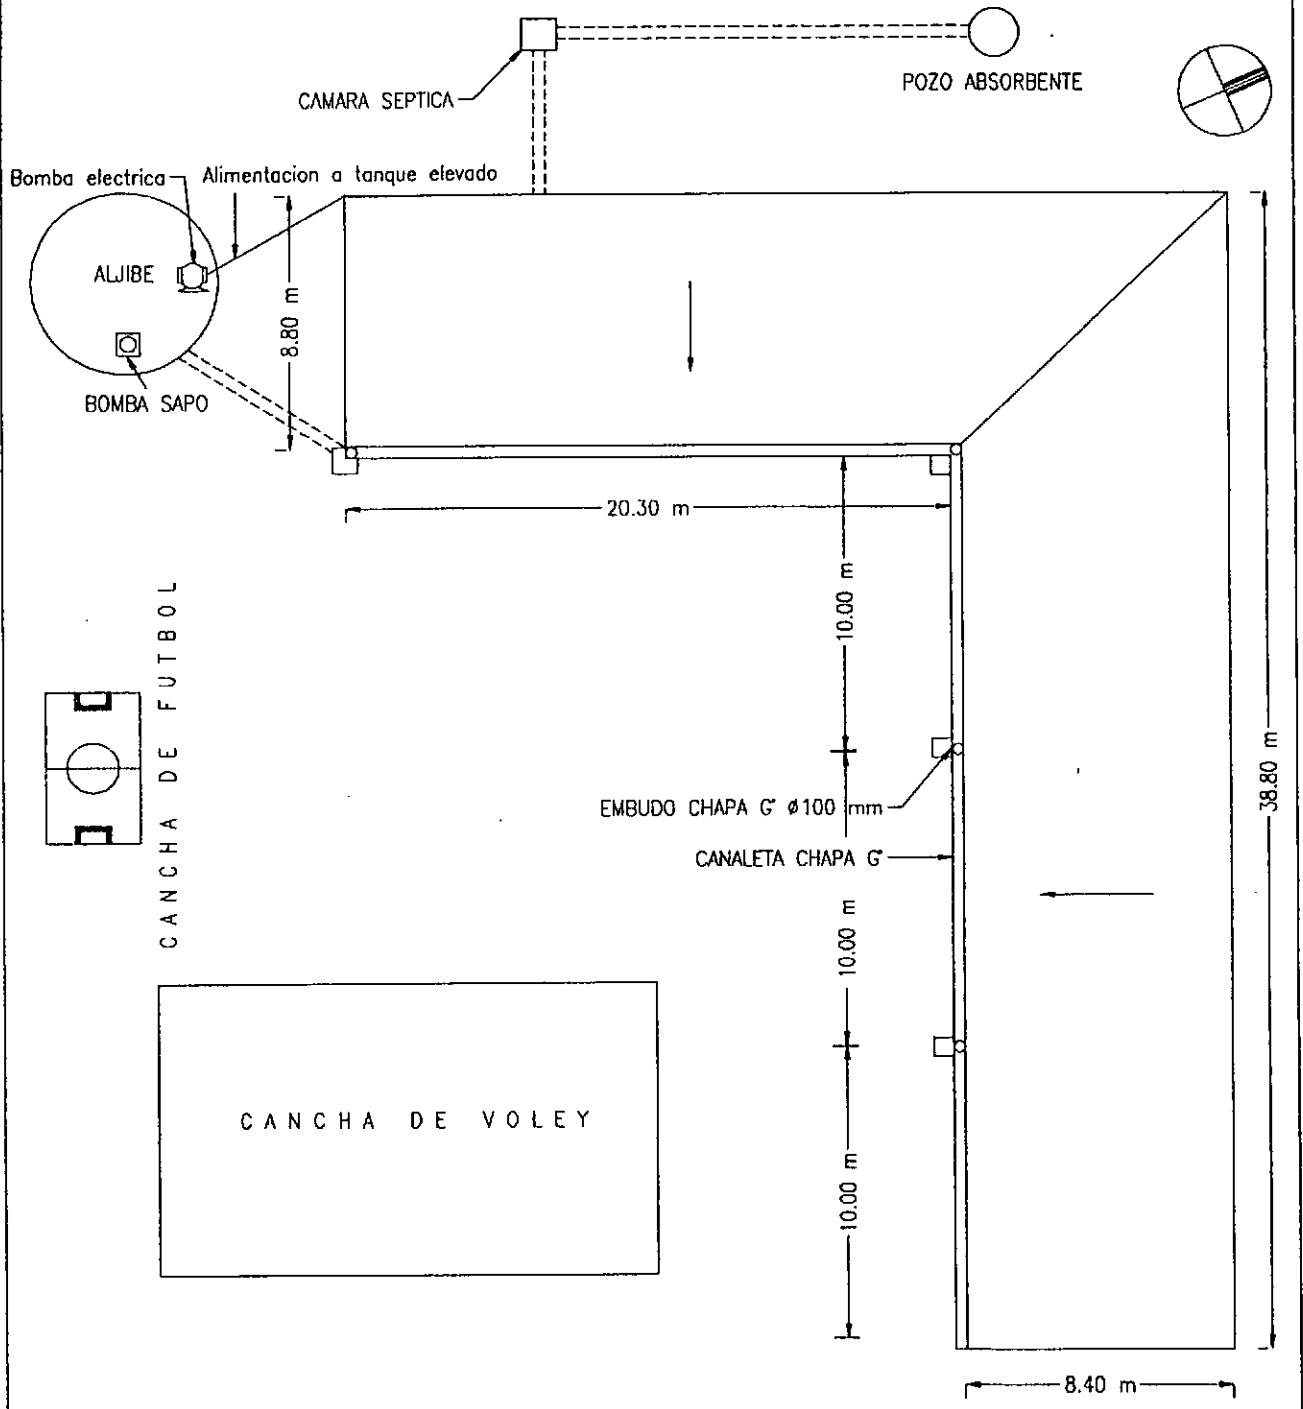 CAMARA SEPTICA
POZO ABSORBENTE
Bomba electrica
Alimentacion a tanque elevado
ALJIBE
8.80 m
BOMBA SAPO
20.30 m
10.00 m
CANCHA DE FUTBOL
38.80 m
EMBUDO CHAPA G° ø100 mm
CANALETA CHAPA G°
10.00 m
CANCHA DE VOLEY
10.00 m
8.40 m